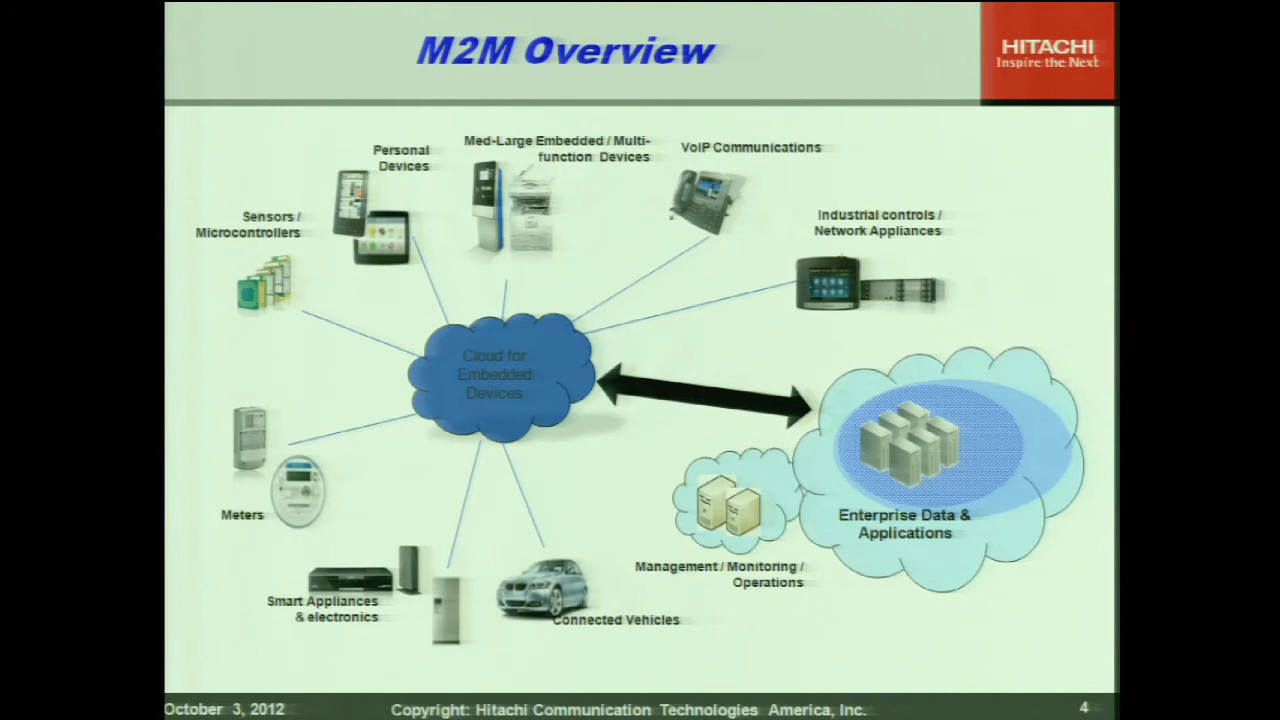 M2M Overview
HITACHI
Inspire the Next
Personal
Devices
Med-Large Embedded / Multi-
function Devices
VoIP Communications
Sensors /
Microcontrollers
Industrial controls /
Network Appliances
Cloud for
Embedded
Devices
Meters
Enterprise Data &
Applications
Management / Monitoring /
Operations
Smart Appliances
& electronics
Connected Vehicles
October 3, 2012
Copyright: Hitachi Communication Technologies America, Inc.
4